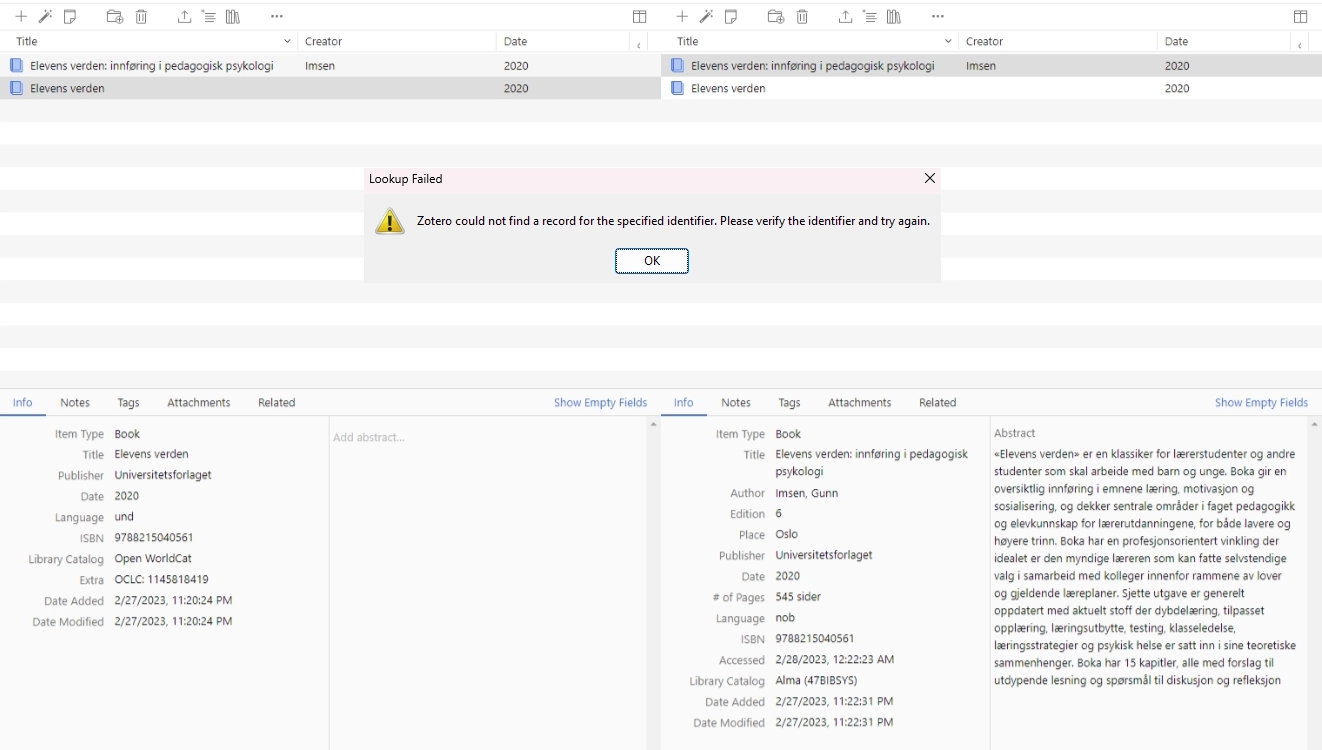 Title Creator Date
Elevens verden: innføring i pedagogisk psykologi Imsen 2020
Elevens verden 2020
Title Creator Date
Elevens verden: innføring i pedagogisk psykologi Imsen 2020
Elevens verden 2020
Lookup Failed
Zotero could not find a record for the specified identifier. Please verify the identifier and try again.
OK
Info Notes Tags Attachments Related Show Empty Fields
Item Type Book
Title Elevens verden
Publisher Universitetsforlaget
Date 2020
Language und
ISBN 9788215040561
Library Catalog Open WorldCat
Extra OCLC: 1145818419
Date Added 2/27/2023, 11:20:24 PM
Date Modified 2/27/2023, 11:20:24 PM
Add abstract...
Info Notes Tags Attachments Related Show Empty Fields
Item Type Book
Title Elevens verden: innføring i pedagogisk
psykologi
Author Imsen, Gunn
Edition 6
Place Oslo
Publisher Universitetsforlaget
Date 2020
# of Pages 545 sider
Language nob
ISBN 9788215040561
Accessed 2/28/2023, 12:22:23 AM
Library Catalog Alma (47BIBSYS)
Date Added 2/27/2023, 11:22:31 PM
Date Modified 2/27/2023, 11:22:31 PM
Abstract
«Elevens verden» er en klassiker for lærerstudenter og andre
studenter som skal arbeide med barn og unge. Boka gir en
oversiktlig innføring i emnene læring, motivasjon og
sosialisering, og dekker sentrale områder i faget pedagogikk
og elevkunnskap for lærerutdanningene, for både lavere og
høyere trinn. Boka har en profesjonsorientert vinkling der
idealet er den myndige læreren som kan fatte selvstendige
valg i samarbeid med kolleger innenfor rammene av lover
og gjeldende læreplaner. Sjette utgave er generelt
oppdatert med aktuelt stoff der dybdelæring, tilpasset
opplæring, læringsutbytte, testing, klasseledelse,
læringsstrategier og psykisk helse er satt inn i sine teoretiske
sammenhenger. Boka har 15 kapitler, alle med forslag til
utdypende lesning og spørsmål til diskusjon og refleksjon